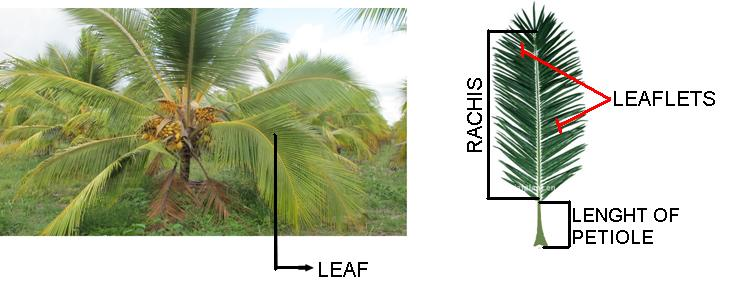 RACHIS
LEAFLETS
LENGHT OF
PETIOLE
LEAF